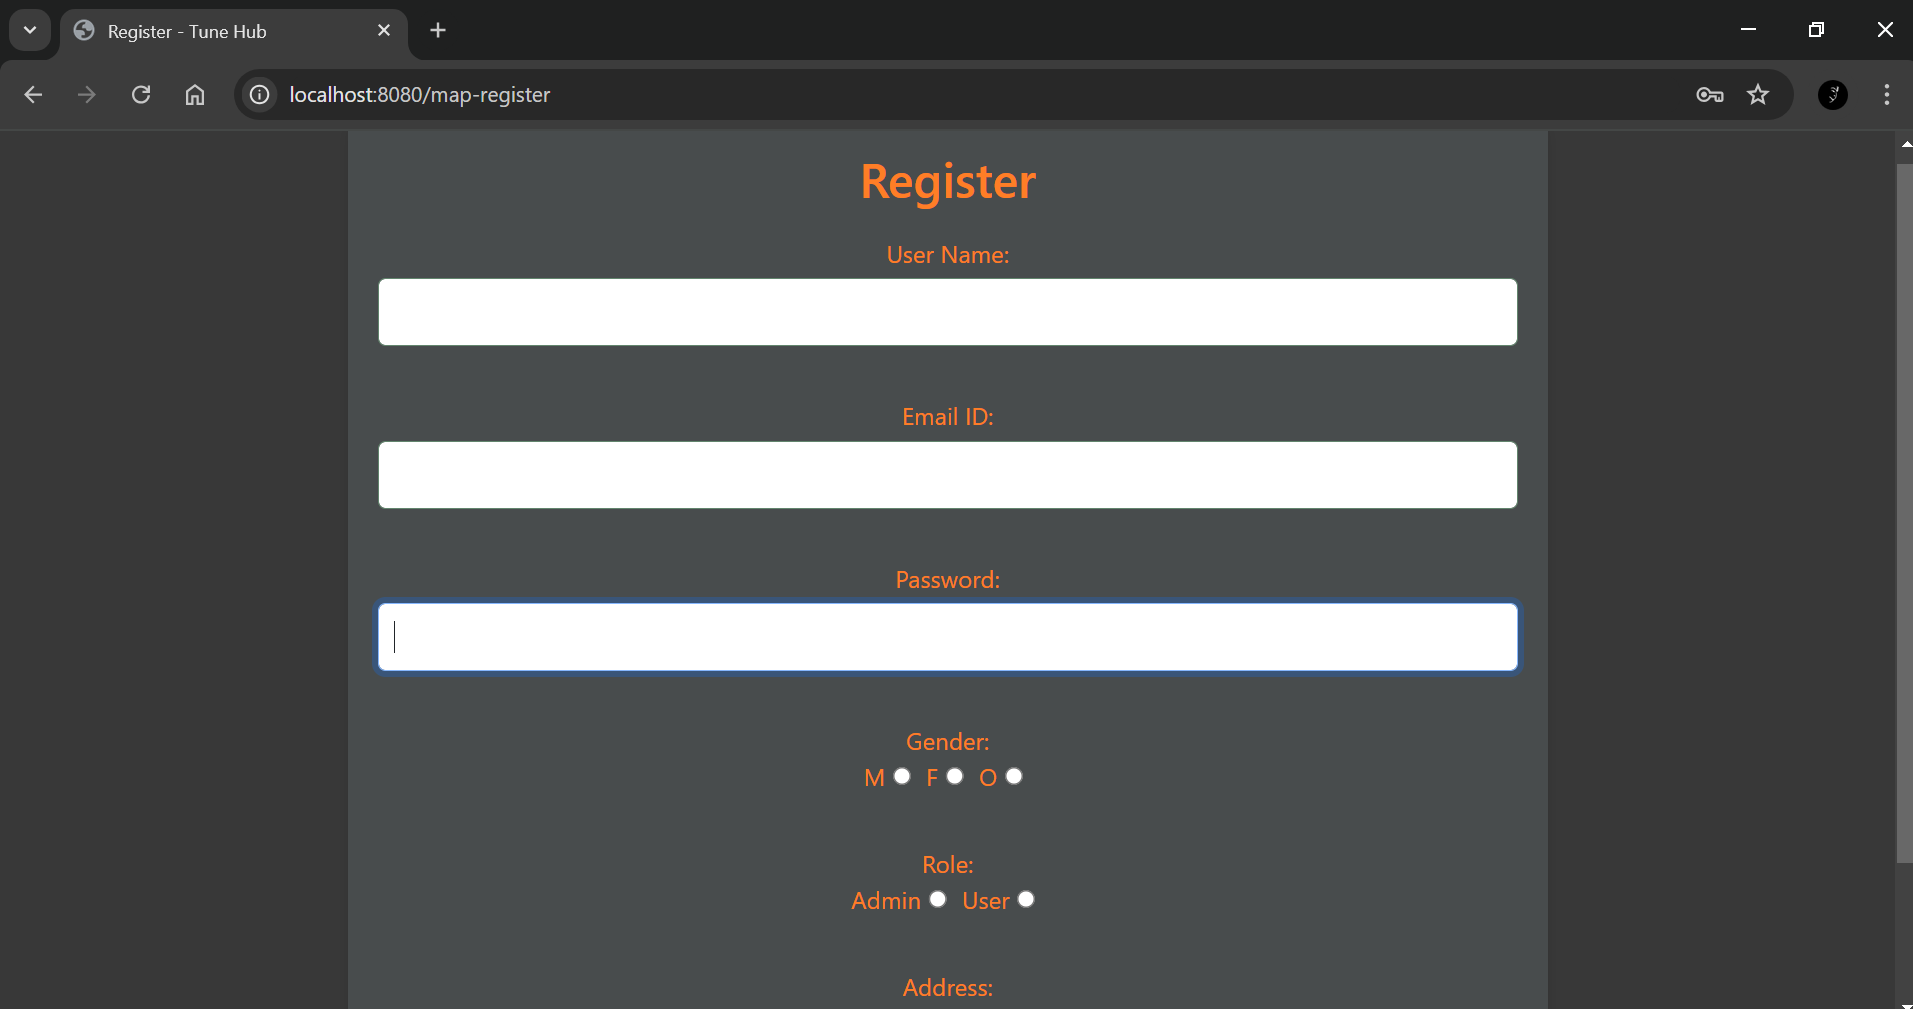 Register - Tune Hub
localhost:8080/map-register
Register
User Name:
Email ID:
Password:
Gender:
M F O
Role:
Admin User
Address: